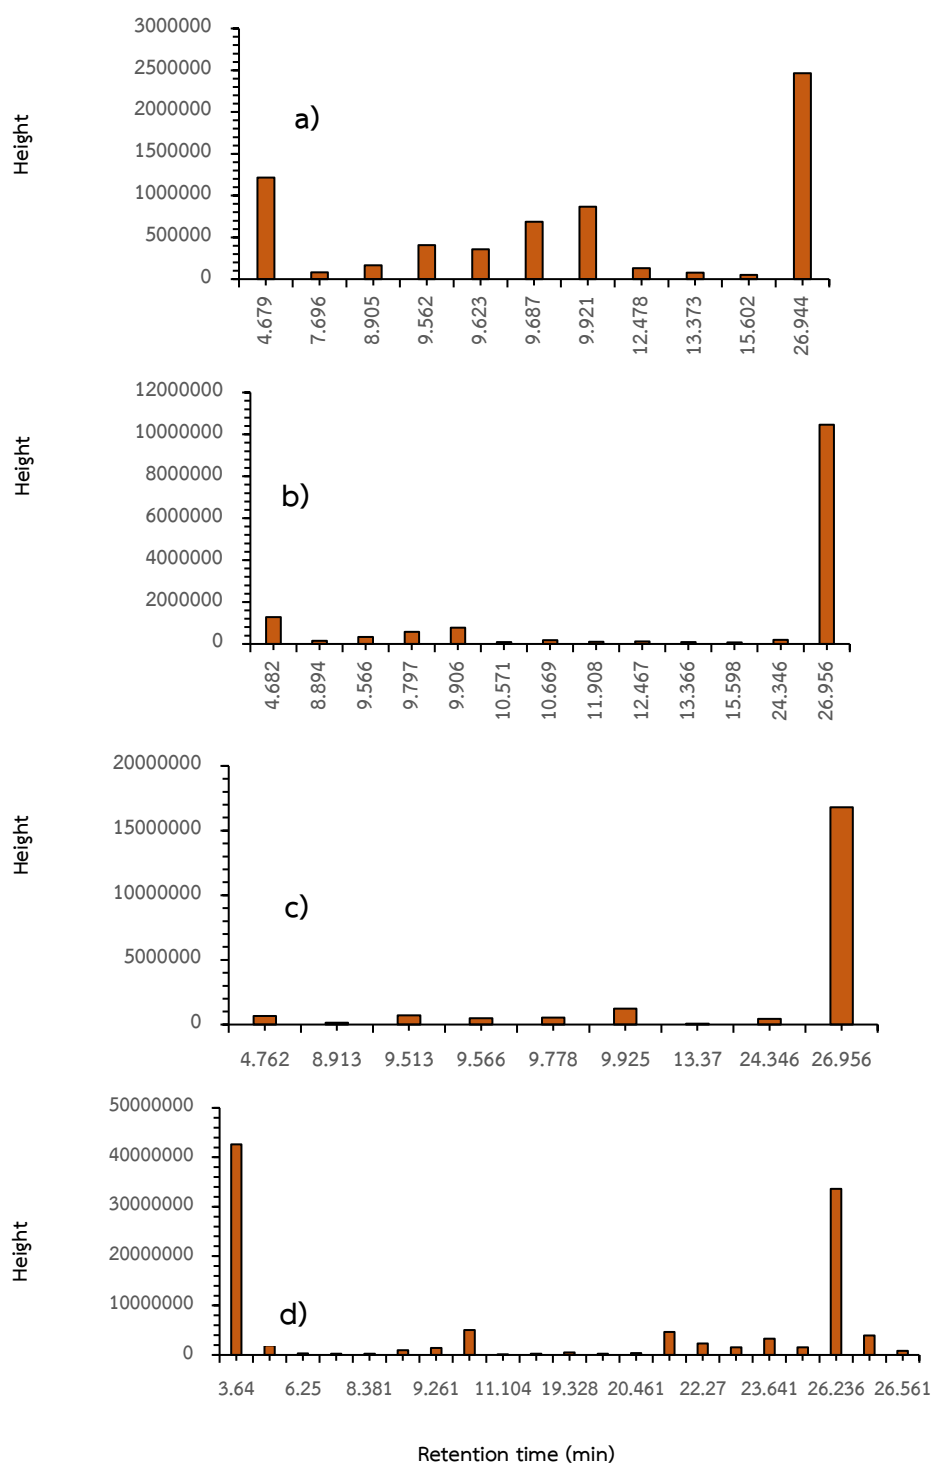 3000000
2500000
2000000
1500000
1000000
500000
0
Height
a)
4.679 7.696 8.905 9.562 9.623 9.687 9.921 12.478 13.373 15.602 26.944
12000000
10000000
8000000
6000000
4000000
2000000
0
Height
b)
4.682 8.894 9.566 9.797 9.906 10.571 10.669 11.908 12.467 13.366 15.598 24.346 26.956
20000000
15000000
10000000
5000000
0
Height
c)
4.762 8.913 9.513 9.566 9.778 9.925 13.37 24.346 26.956
50000000
40000000
30000000
20000000
10000000
0
Height
d)
3.64 6.25 8.381 9.261 11.104 19.328 20.461 22.27 23.641 26.236 26.561
Retention time (min)